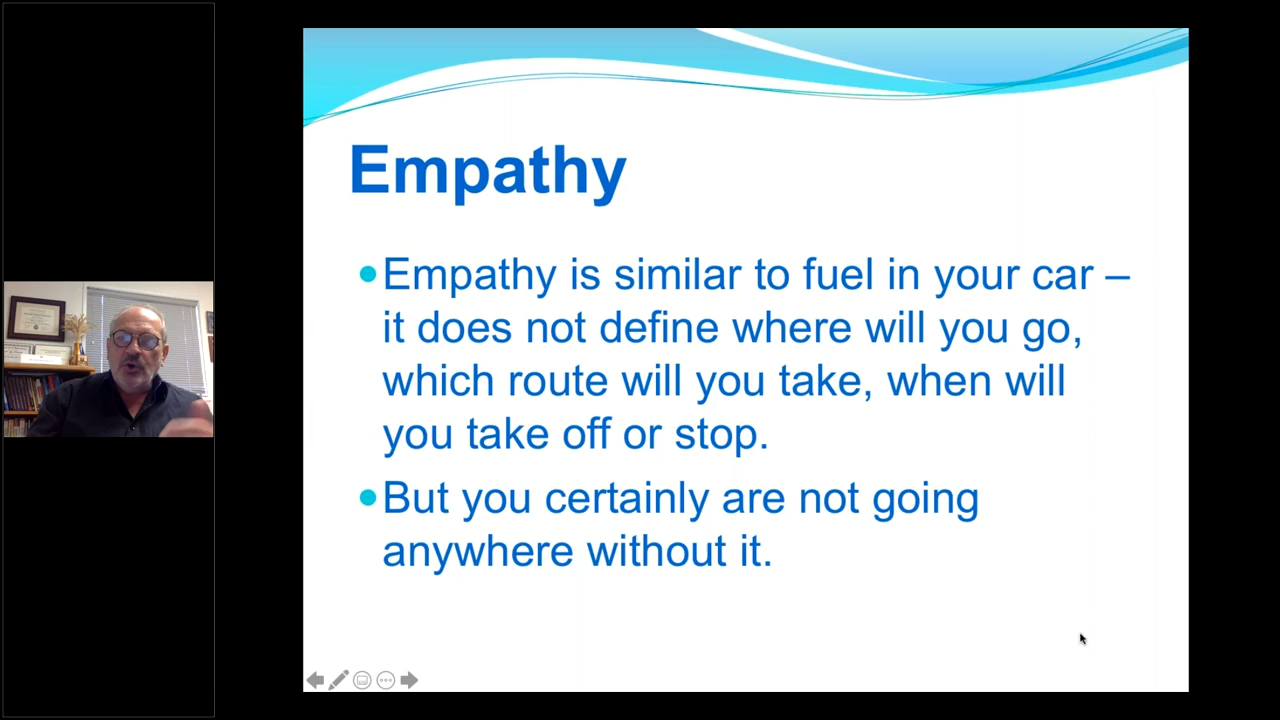 Empathy
Empathy is similar to fuel in your car –
it does not define where will you go,
which route will you take, when will
you take off or stop.
But you certainly are not going
anywhere without it.